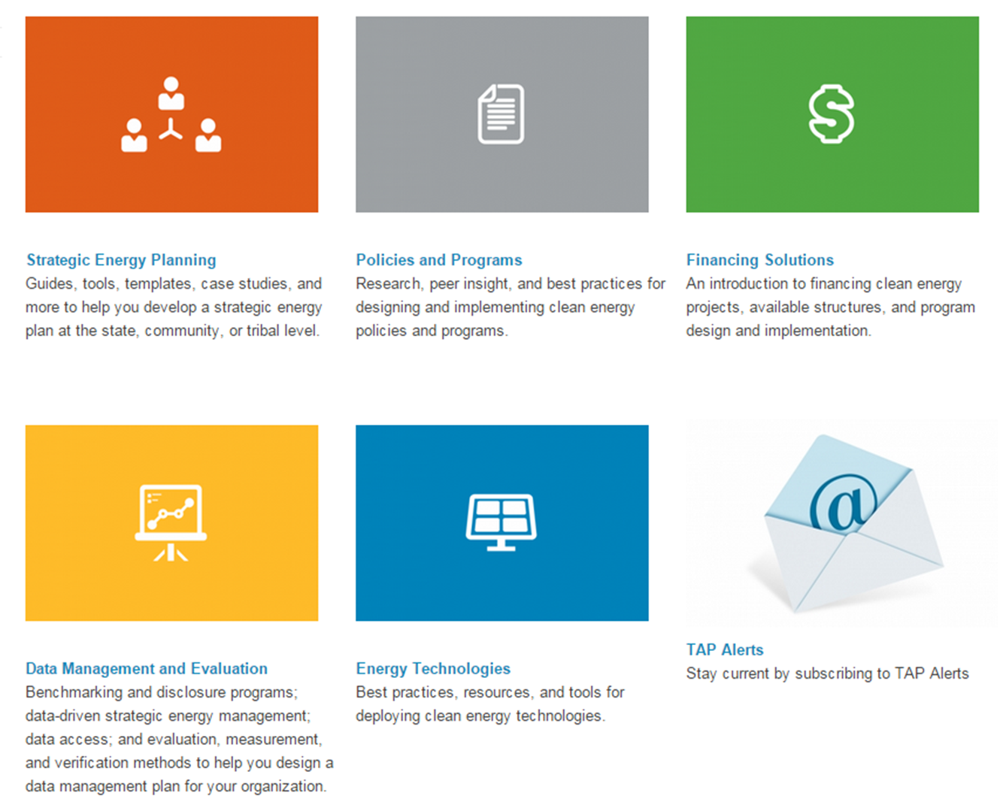 Strategic Energy Planning
Guides, tools, templates, case studies, and
more to help you develop a strategic energy
plan at the state, community, or tribal level.
Policies and Programs
Research, peer insight, and best practices for
designing and implementing clean energy
policies and programs.
Financing Solutions
An introduction to financing clean energy
projects, available structures, and program
design and implementation.
Data Management and Evaluation
Benchmarking and disclosure programs;
data-driven strategic energy management;
data access; and evaluation, measurement,
and verification methods to help you design a
data management plan for your organization.
Energy Technologies
Best practices, resources, and tools for
deploying clean energy technologies.
@
TAP Alerts
Stay current by subscribing to TAP Alerts